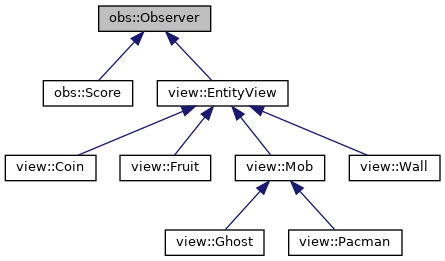 obs::Observer
obs::Score
view::EntityView
view::Coin
view::Fruit
view::Mob
view::Wall
view::Ghost
view::Pacman